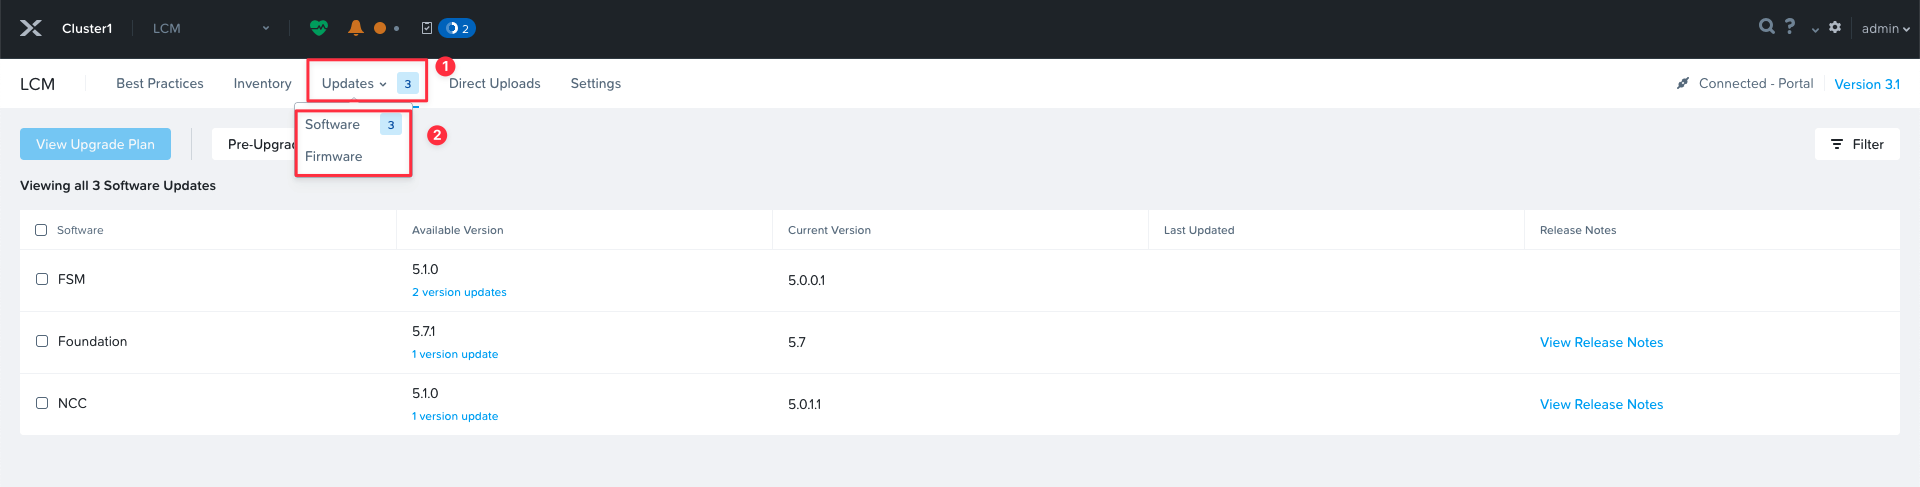 Cluster1 LCM 2 ? admin
LCM Best Practices Inventory Updates 3 1 Direct Uploads Settings Connected - Portal Version 3.1
Software 3 2
Firmware
View Upgrade Plan Pre-Upgrad Filter
Viewing all 3 Software Updates
Software Available Version Current Version Last Updated Release Notes
FSM 5.1.0 5.0.0.1
2 version updates
Foundation 5.7.1 5.7 View Release Notes
1 version update
NCC 5.1.0 5.0.1.1 View Release Notes
1 version update